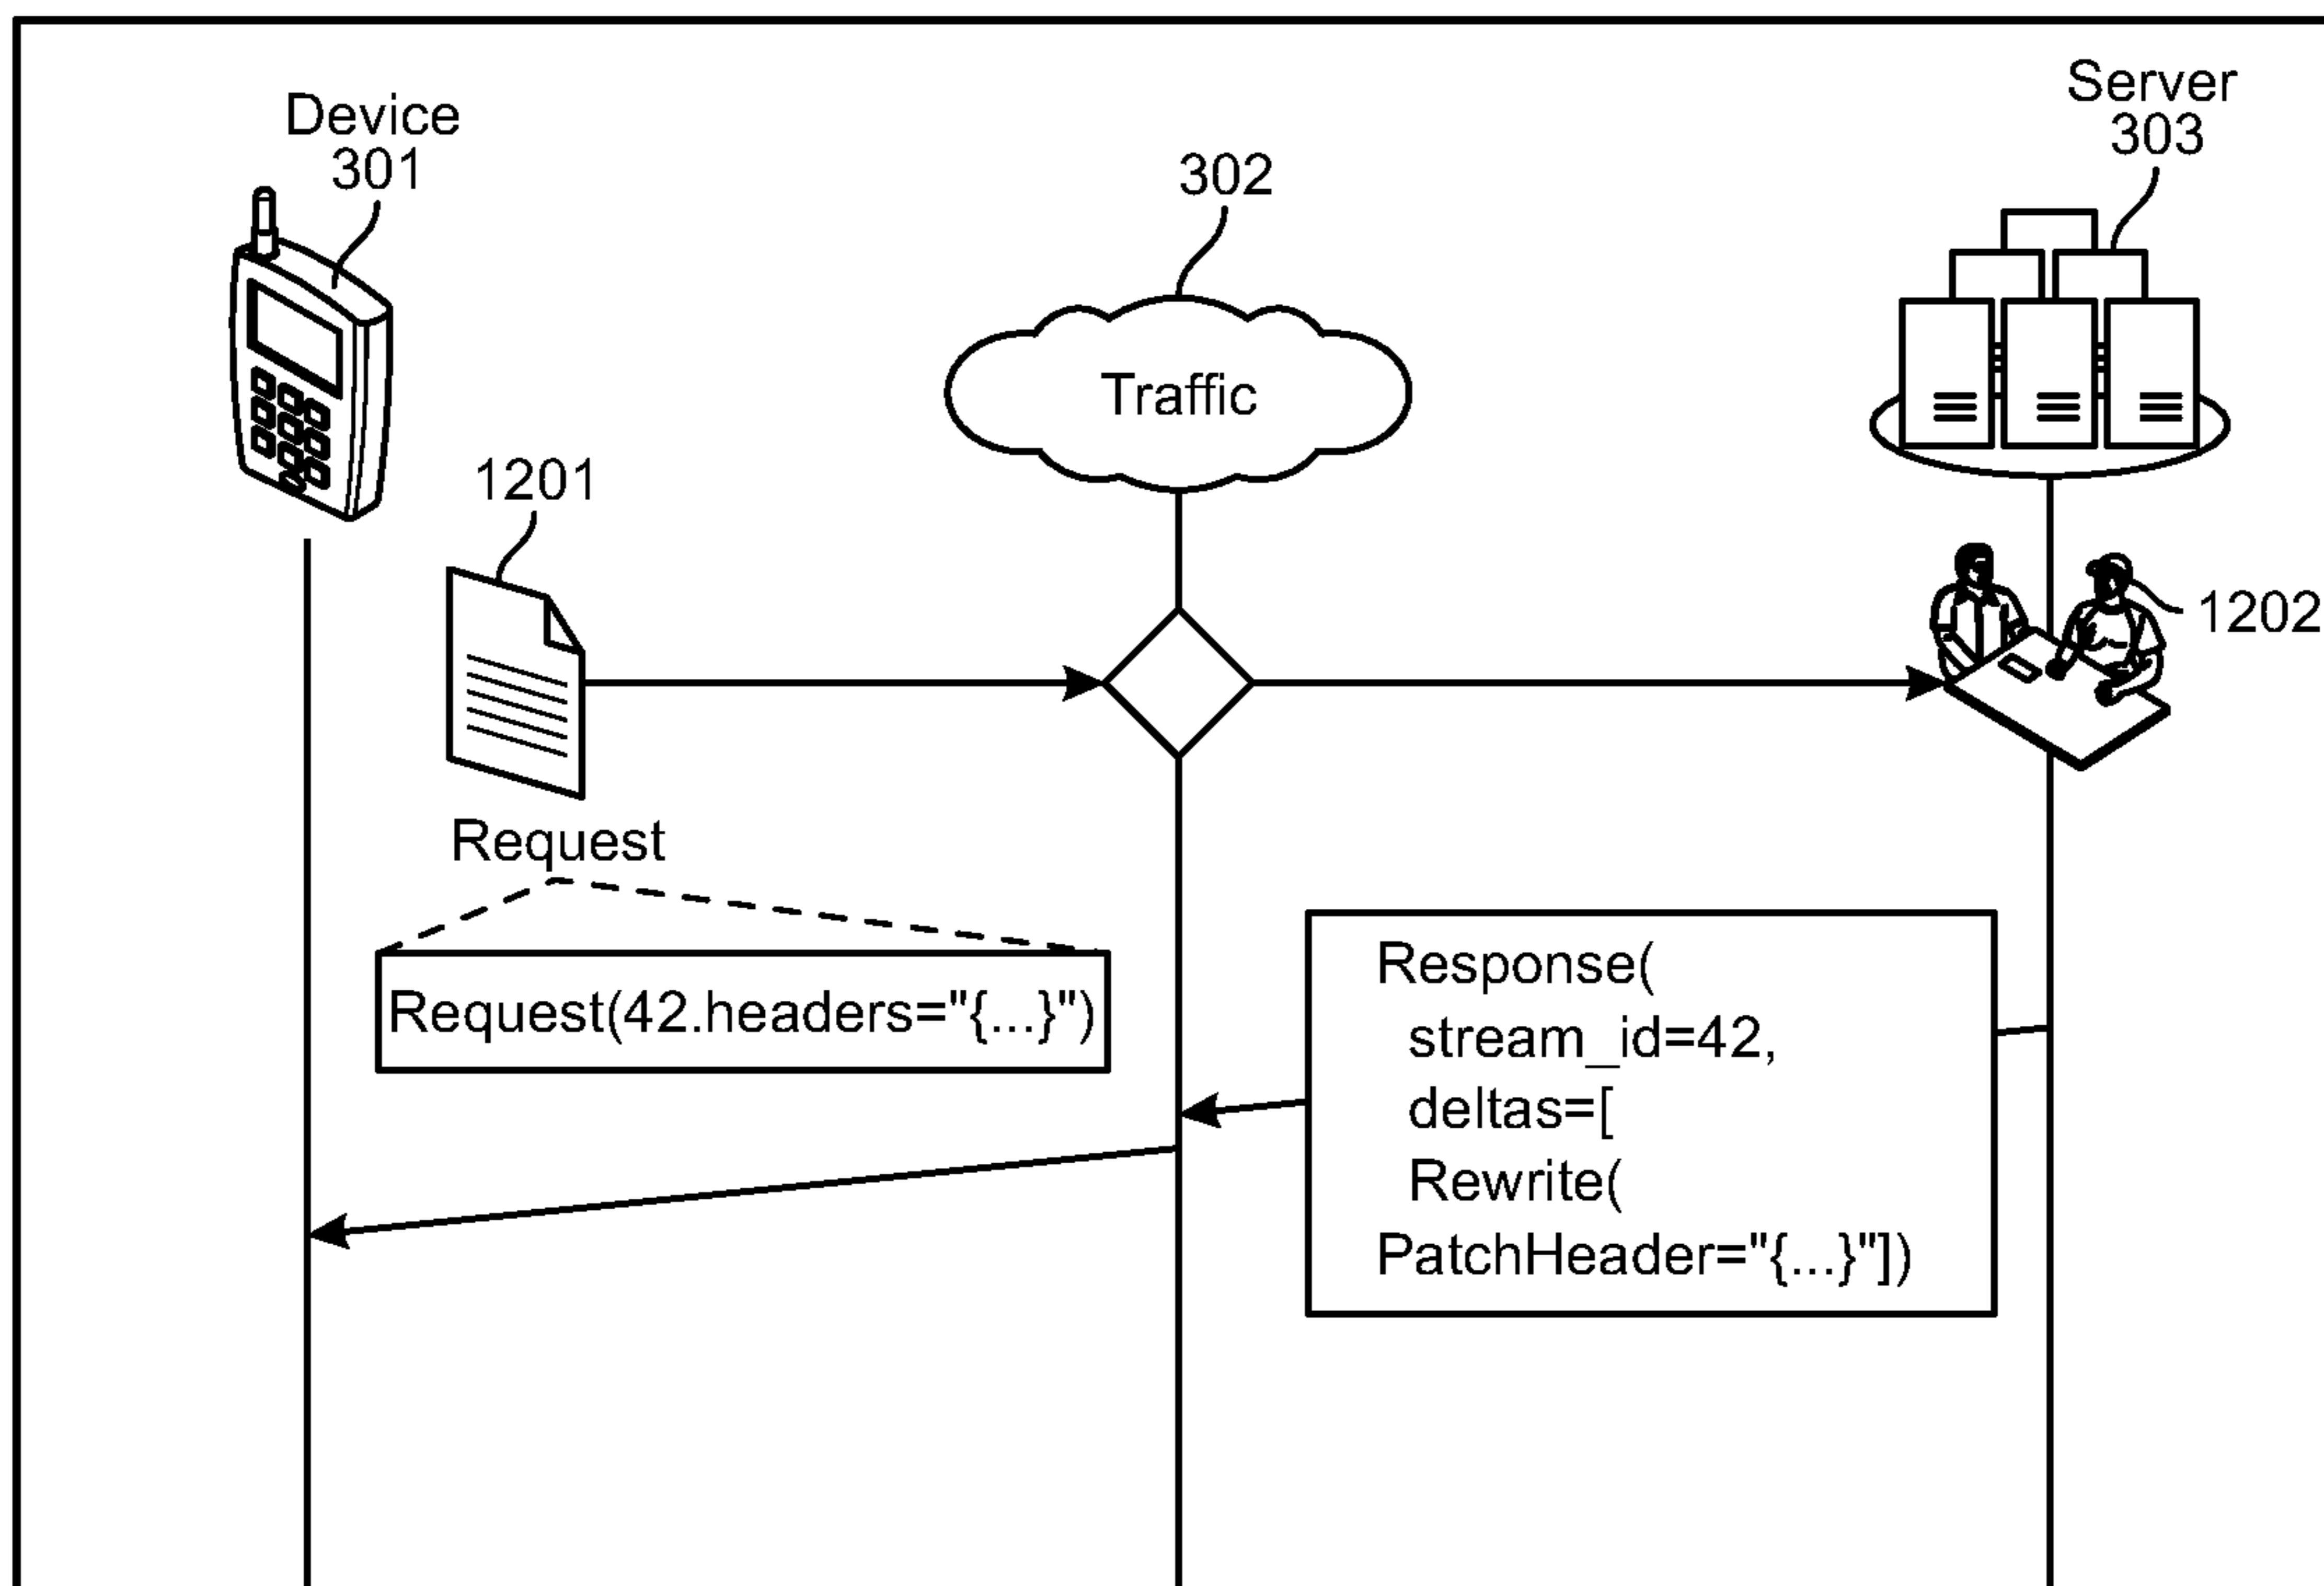 Device
301
302
Server
303
Traffic
1201
1202
Request
Request(42.headers="{...}")
Response(
stream_id=42,
deltas=[
Rewrite(
PatchHeader="{...}"])